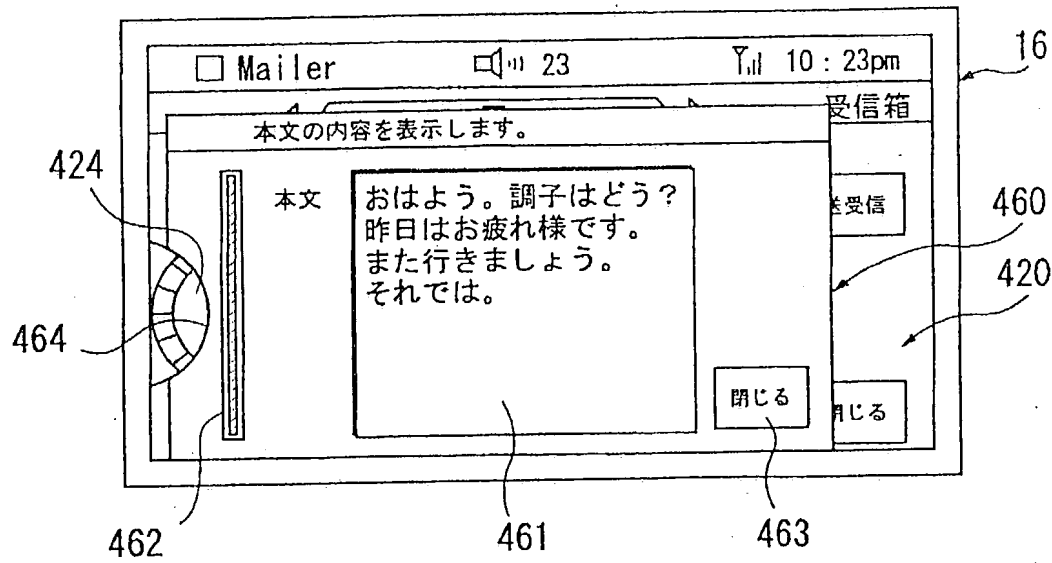 Mailer 23 10:23pm
16
受信箱
本文の内容を表示します。
424
本文
おはよう。調子はどう?
昨日はお疲れ様です。
また行きましょう。
それでは。
送受信
460
420
464
閉じる
閉じる
462
461
463